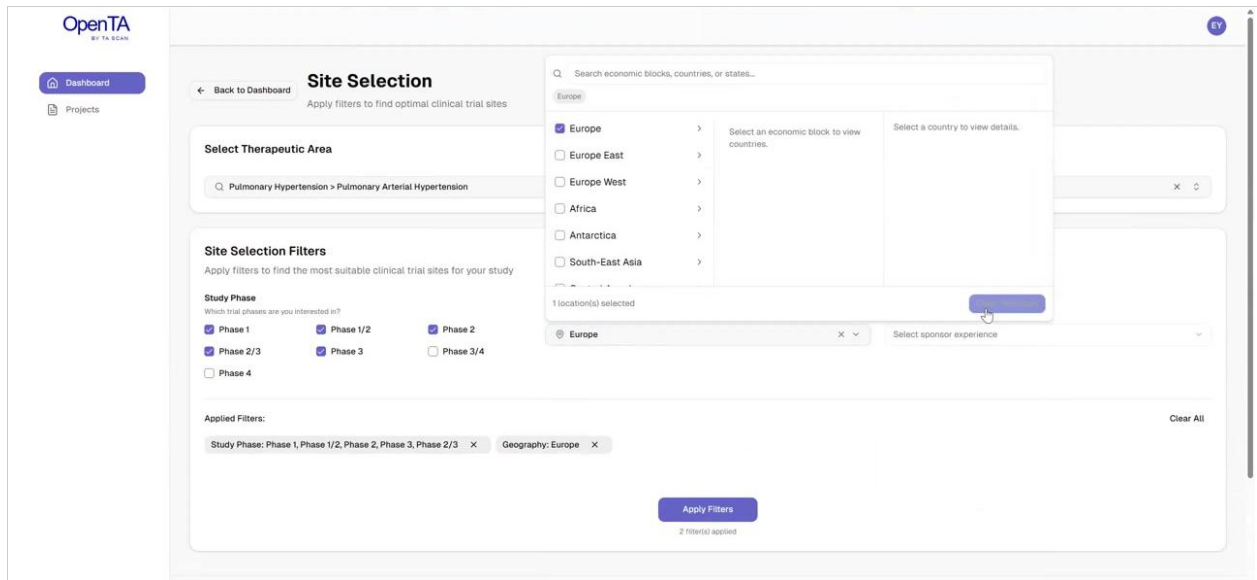 OpenTA
BY TA SCAN
EY
Dashboard
Projects
← Back to Dashboard
Site Selection
Apply filters to find optimal clinical trial sites
Select Therapeutic Area
Pulmonary Hypertension > Pulmonary Arterial Hypertension
Search economic blocks, countries, or states...
Europe
Europe
Europe East
Europe West
Africa
Antarctica
South-East Asia
Select an economic block to view
countries.
Select a country to view details.
1 location(s) selected
Site Selection Filters
Apply filters to find the most suitable clinical trial sites for your study
Study Phase
Which trial phases are you interested in?
Phase 1
Phase 1/2
Phase 2
Phase 2/3
Phase 3
Phase 3/4
Phase 4
Europe
Select sponsor experience
Applied Filters:
Clear All
Study Phase: Phase 1, Phase 1/2, Phase 2, Phase 3, Phase 2/3 X
Geography: Europe X
Apply Filters
2 filter(s) applied